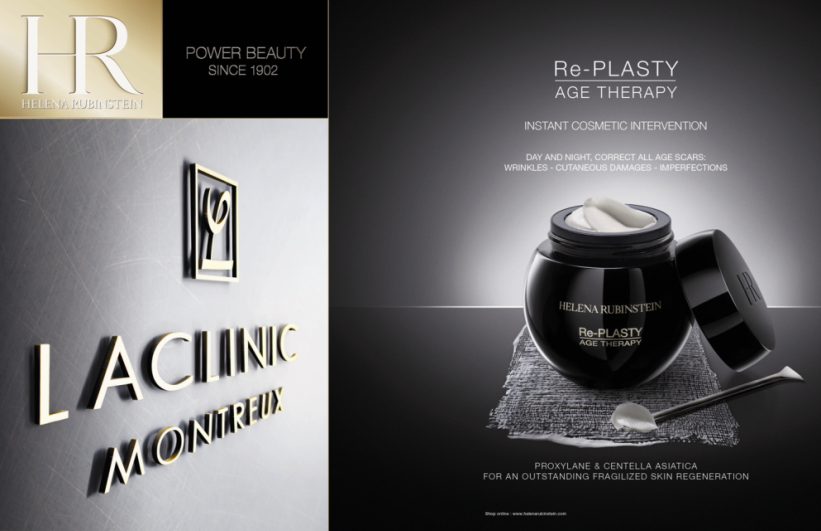 HR
HELENA RUBINSTEIN
POWER BEAUTY
SINCE 1902
LACLINIC
MONTREUX
Re-PLASTY
AGE THERAPY
INSTANT COSMETIC INTERVENTION
DAY AND NIGHT, CORRECT ALL AGE SCARS:
WRINKLES - CUTANEOUS DAMAGES - IMPERFECTIONS
HELENA RUBINSTEIN
Re-PLASTY
AGE THERAPY
HR
PROXYLANE & CENTELLA ASIATICA
FOR AN OUTSTANDING FRAGILIZED SKIN REGENERATION
Shop online : www.helenarubinstein.com